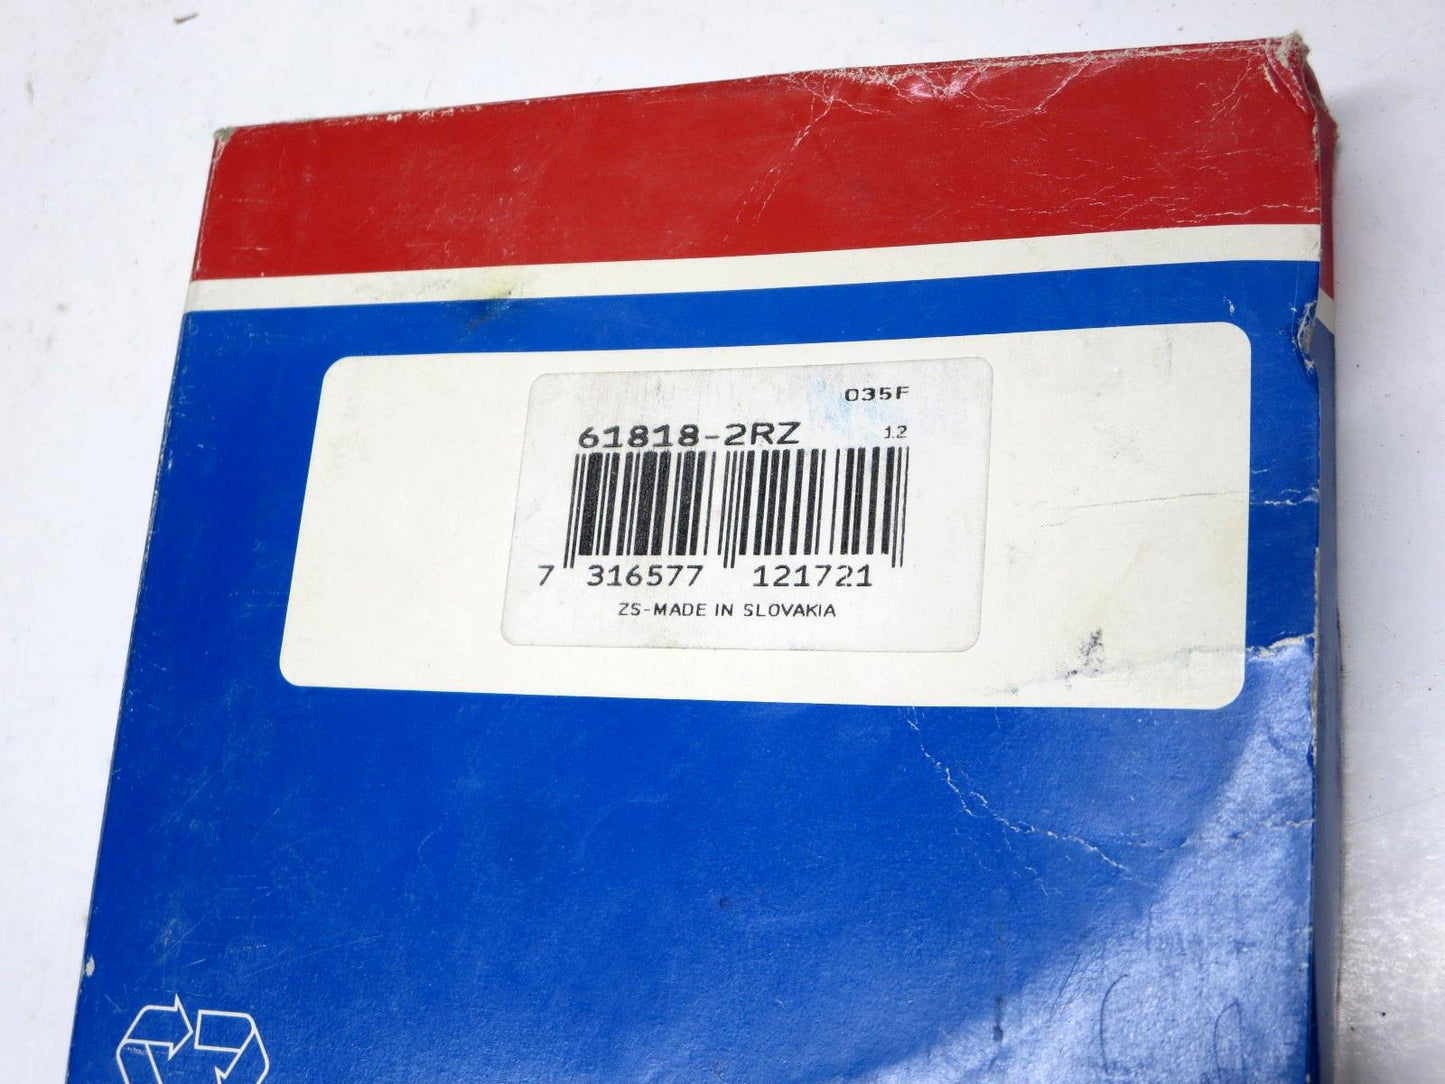 035F
61818-2RZ 12
7 316577 121721
ZS-MADE IN SLOVAKIA